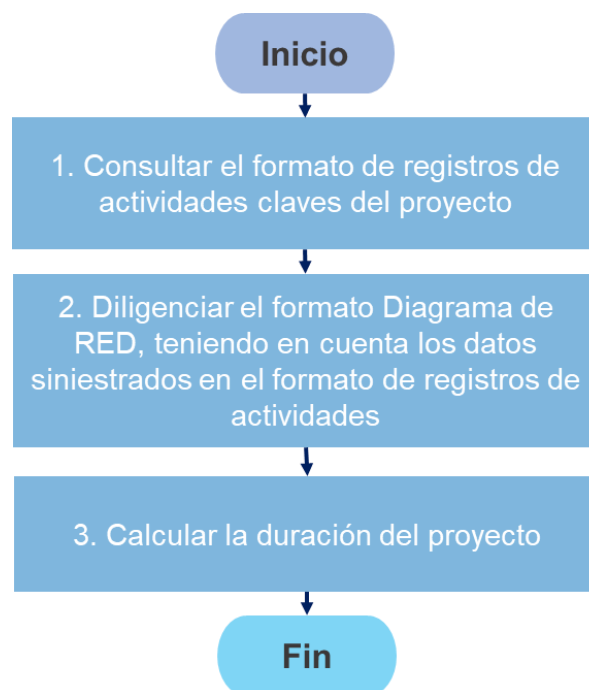 Inicio
1. Consultar el formato de registros de
actividades claves del proyecto
2. Diligenciar el formato Diagrama de
RED, teniendo en cuenta los datos
siniestrados en el formato de registros de
actividades
3. Calcular la duración del proyecto
Fin